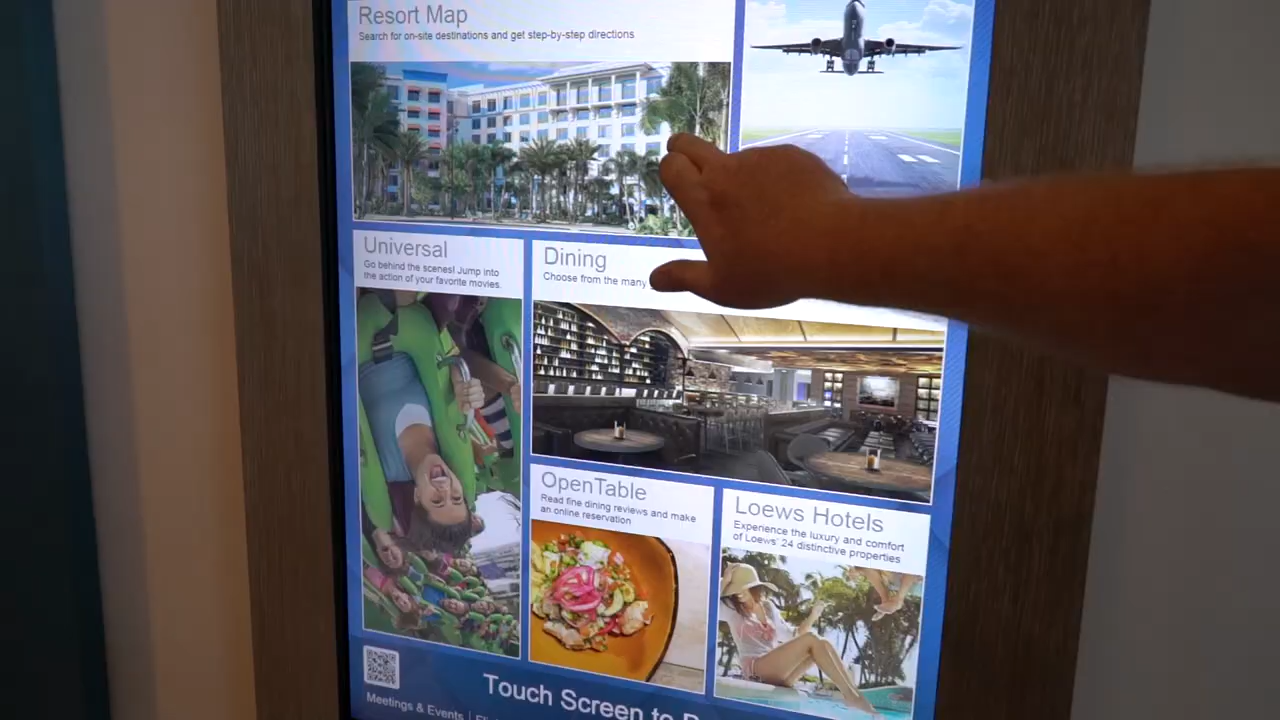 Resort Map
Search for on-site destinations and get step-by-step directions
Universal
Go behind the scenes! Jump into
the action of your favorite movies.
Dining
Choose from the many
OpenTable
Read fine dining reviews and make
an online reservation
Loews Hotels
Experience the luxury and comfort
of Loews' 24 distinctive properties
Touch Screen to
Meetings & Events |